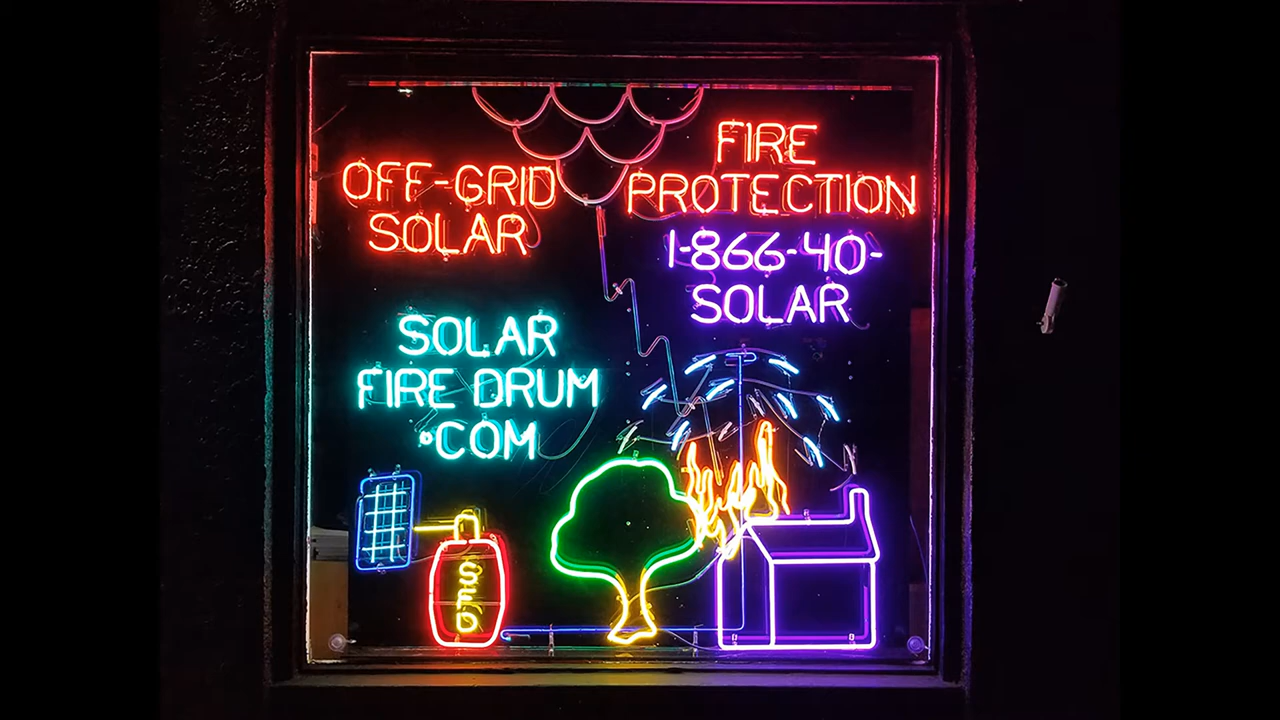 OFF-GRID
SOLAR
FIRE
PROTECTION
1-866-40-
SOLAR
SOLAR
FIRE DRUM
.COM
SFD